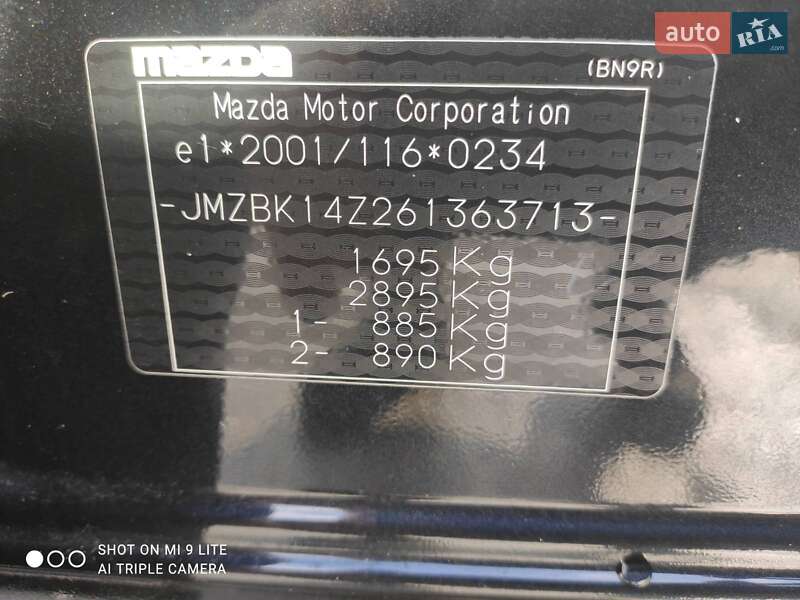 auto RIA
.com
mazda
(BN9R)
Mazda Motor Corporation
e1*2001/116*0234
-JMZBK14Z261363713-
1695 Kg
2895 Kg
1- 885 Kg
2- 890 Kg
SHOT ON MI 9 LITE
AI TRIPLE CAMERA